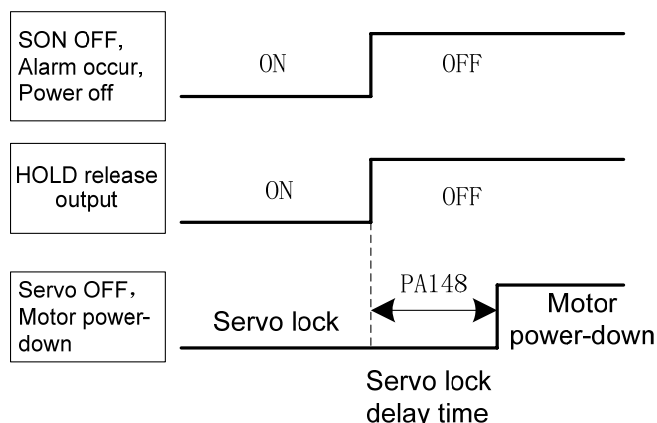 SON OFF,
Alarm occur,
Power off
ON
OFF
HOLD release
output
ON
OFF
Servo OFF,
Motor power-
down
Servo lock
PA148
Motor
power-down
Servo lock
delay time